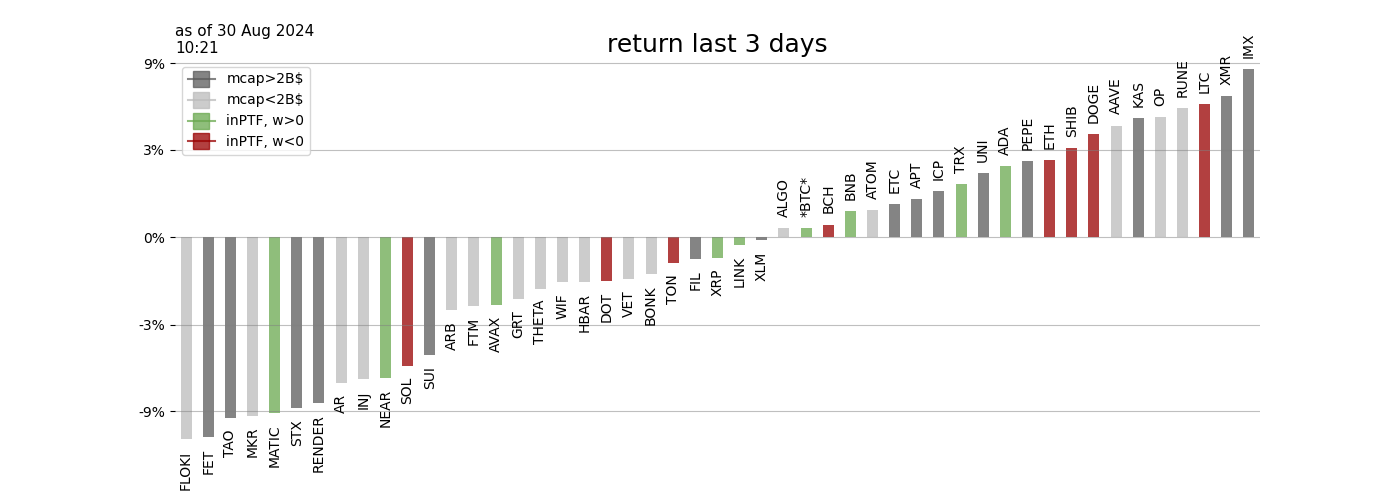 as of 30 Aug 2024
10:21
return last 3 days
9%
3%
0%
-3%
-9%
mcap>2B$
mcap<2B$
inPTF, w>0
inPTF, w<0
FLOKI
FET
TAO
MKR
MATIC
STX
RENDER
AR
INJ
NEAR
SOL
SUI
ARB
FTM
AVAX
GRT
THETA
WIF
HBAR
DOT
VET
BONK
TON
FIL
XRP
LINK
XLM
ALGO
*BTC*
BCH
BNB
ATOM
ETC
APT
ICP
TRX
UNI
ADA
PEPE
ETH
SHIB
DOGE
AAVE
KAS
OP
RUNE
LTC
XMR
IMX